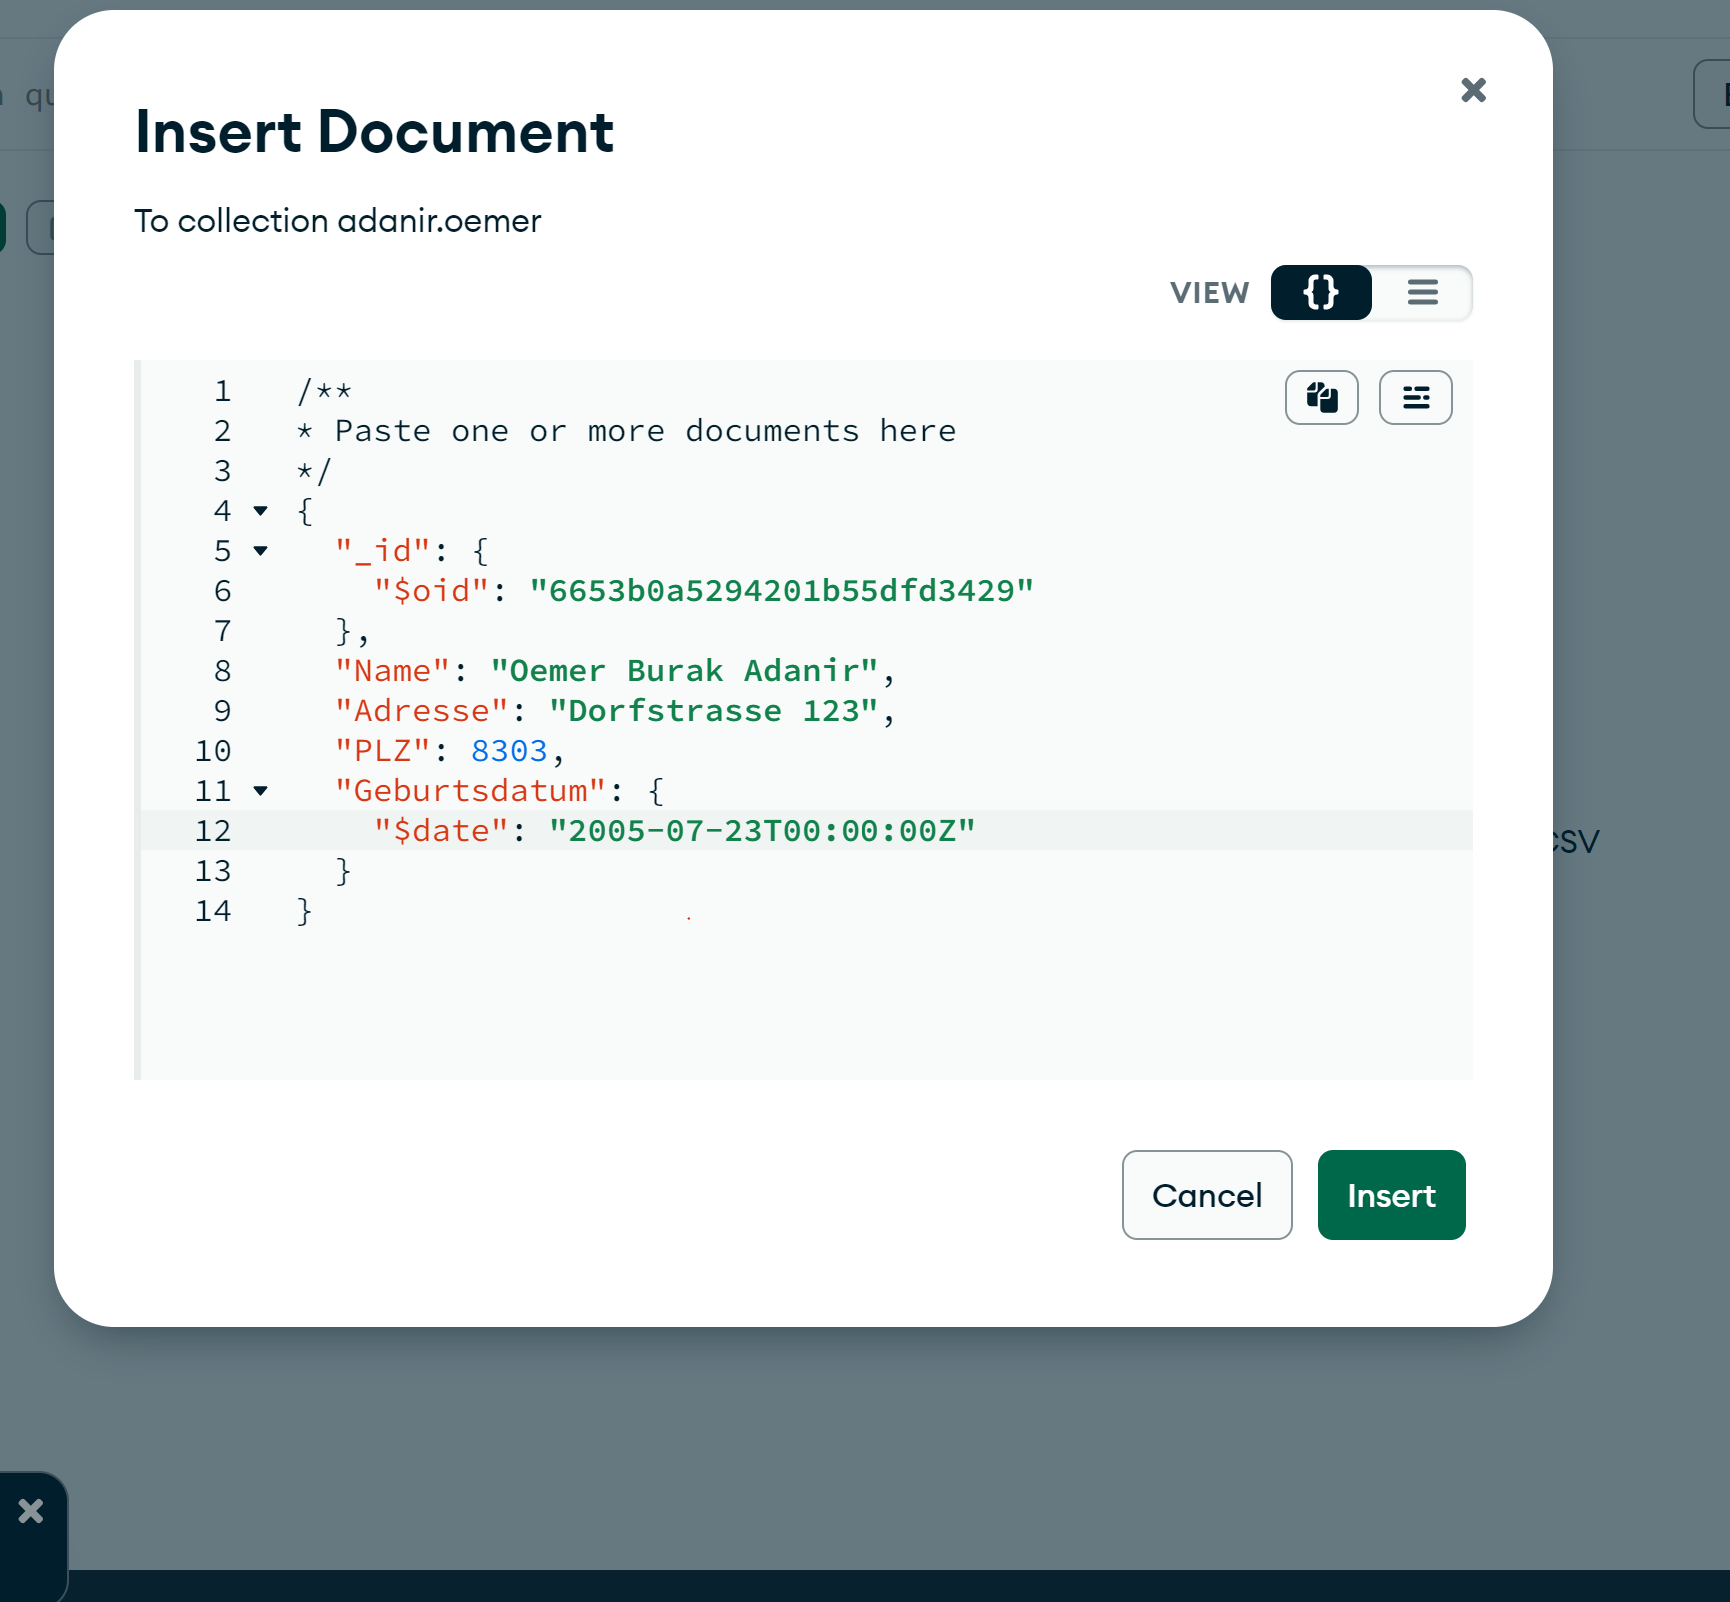 Insert Document
To collection adanir.oemer
VIEW {}
1 /**
2 * Paste one or more documents here
3 */
4 {
5 "_id": {
6 "$oid": "6653b0a5294201b55dfd3429"
7 },
8 "Name": "Oemer Burak Adanir",
9 "Adresse": "Dorfstrasse 123",
10 "PLZ": 8303,
11 "Geburtsdatum": {
12 "$date": "2005-07-23T00:00:00Z"
13 }
14 }
Cancel Insert